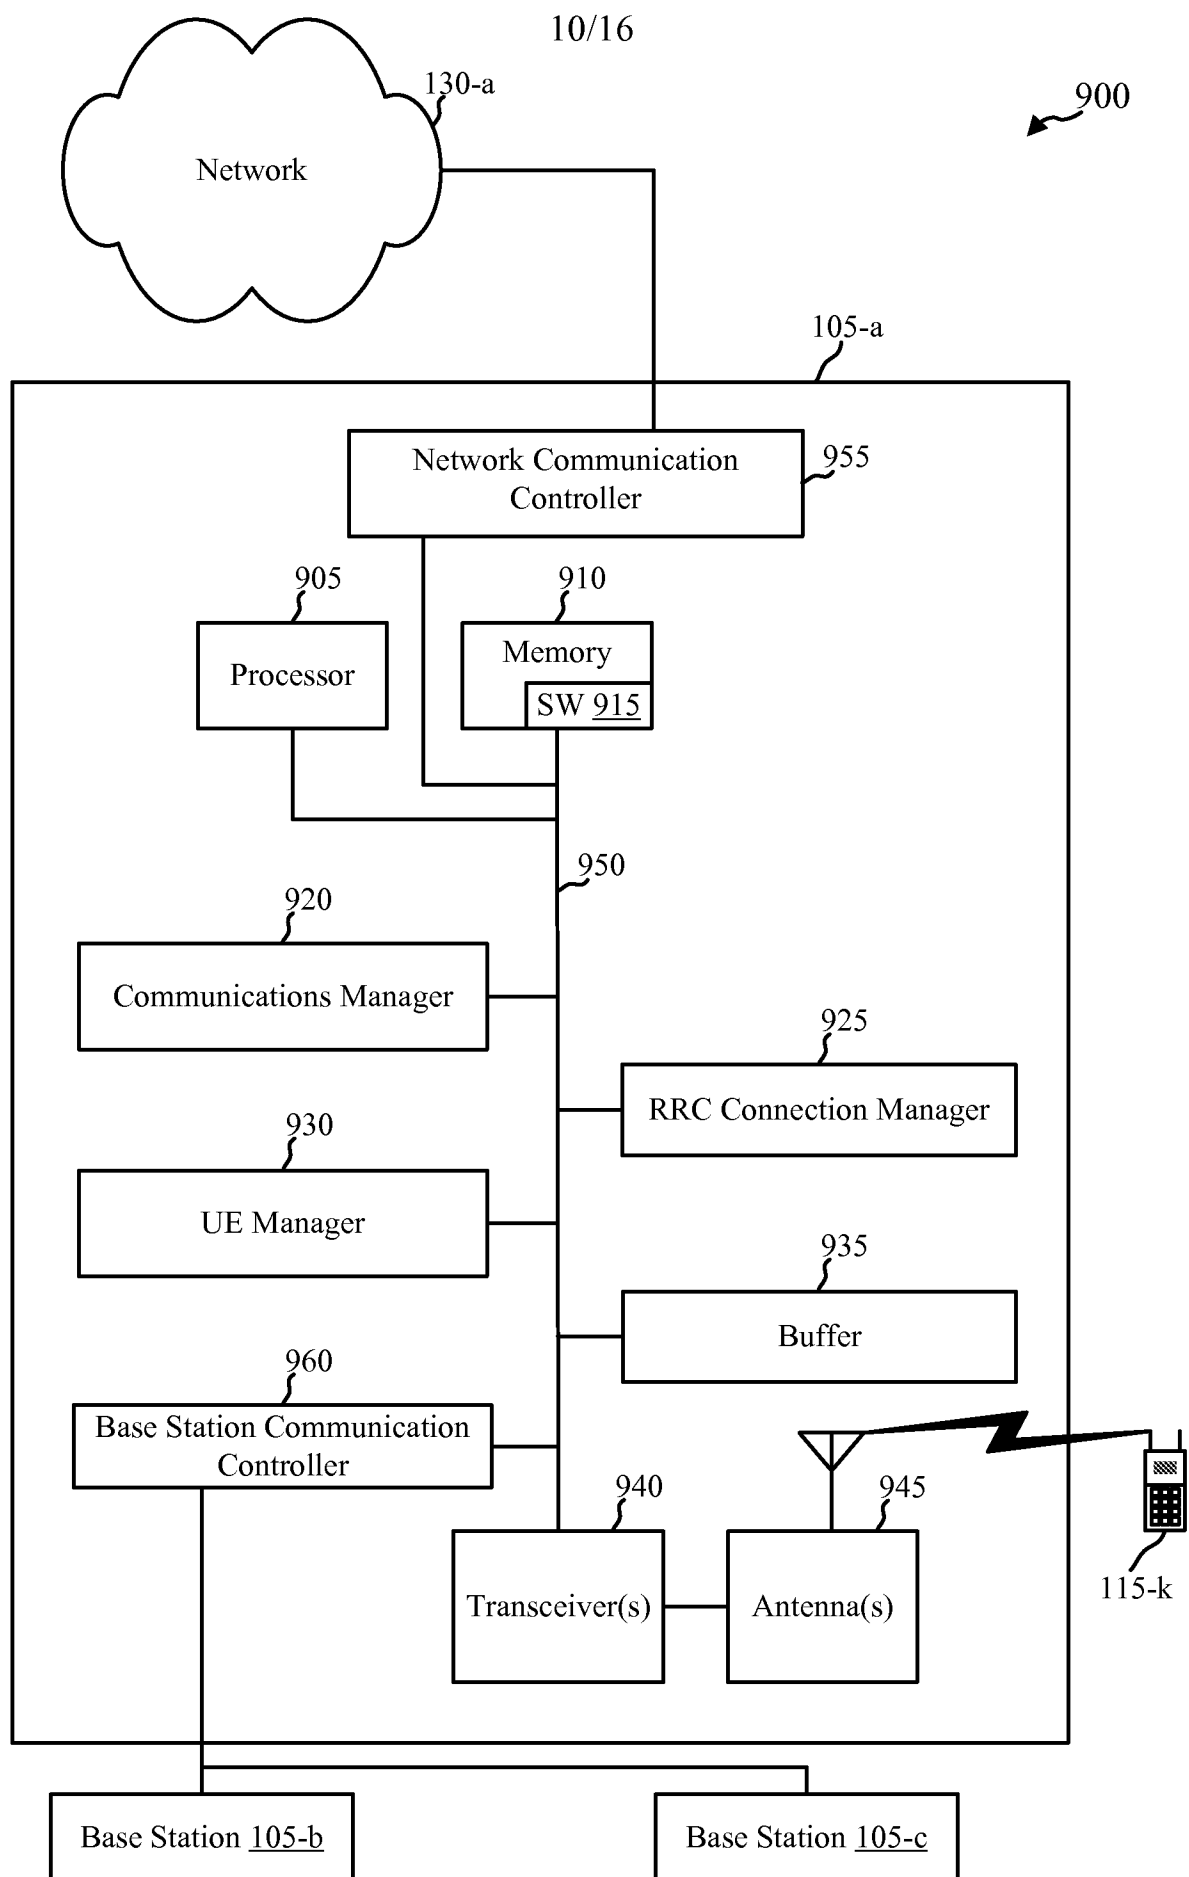 10/16
130-a
900
Network
105-a
Network Communication
Controller
955
905
910
Processor
Memory
SW 915
950
920
Communications Manager
925
RRC Connection Manager
930
UE Manager
935
Buffer
960
Base Station Communication
Controller
940
945
Transceiver(s)
Antenna(s)
115-k
Base Station 105-b
Base Station 105-c